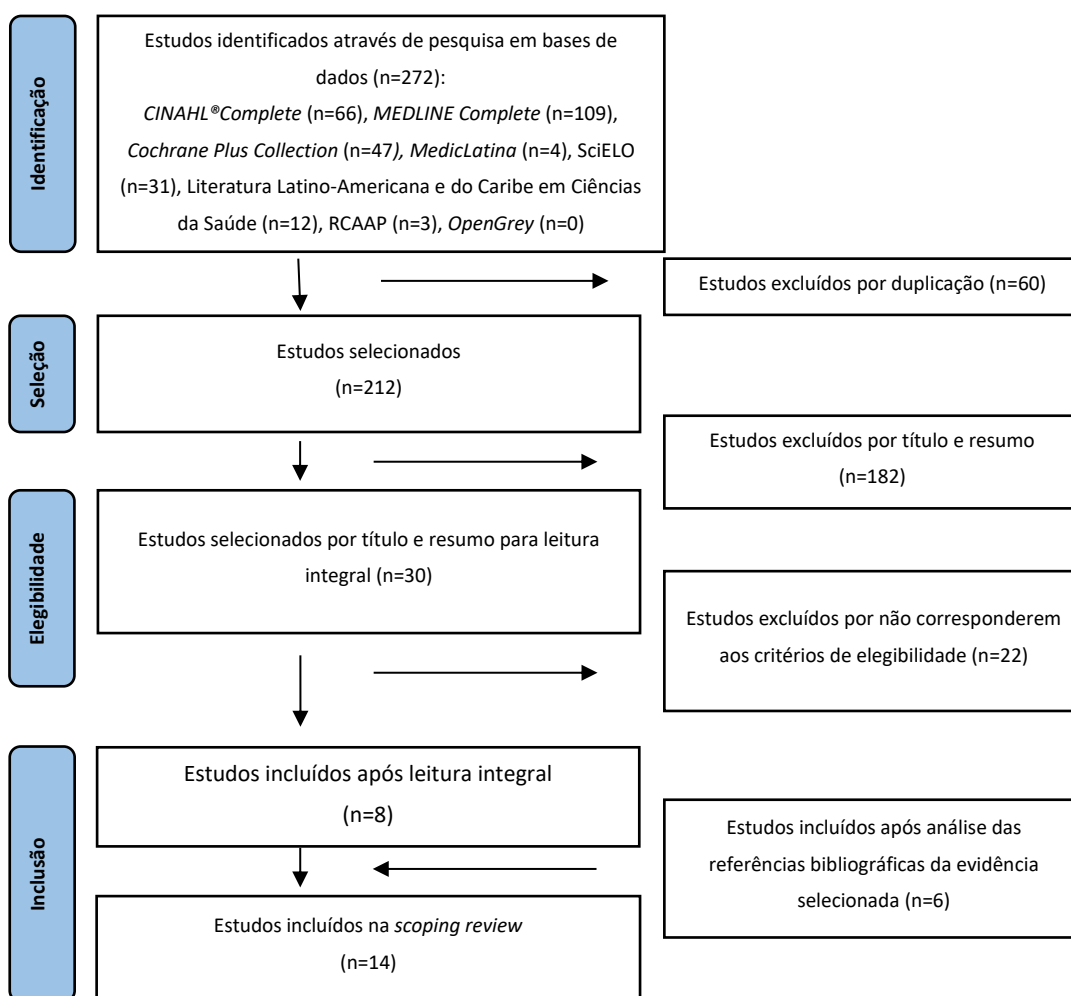 Identificação
Estudos identificados através de pesquisa em bases de
dados (n=272):
CINAHL®Complete (n=66), MEDLINE Complete (n=109),
Cochrane Plus Collection (n=47), MedicLatina (n=4), SciELO
(n=31), Literatura Latino-Americana e do Caribe em Ciências
da Saúde (n=12), RCAAP (n=3), OpenGrey (n=0)
Estudos excluídos por duplicação (n=60)
Seleção
Estudos selecionados
(n=212)
Estudos excluídos por título e resumo
(n=182)
Elegibilidade
Estudos selecionados por título e resumo para leitura
integral (n=30)
Estudos excluídos por não corresponderem
aos critérios de elegibilidade (n=22)
Inclusão
Estudos incluídos após leitura integral
(n=8)
Estudos incluídos após análise das
referências bibliográficas da evidência
selecionada (n=6)
Estudos incluídos na scoping review
(n=14)